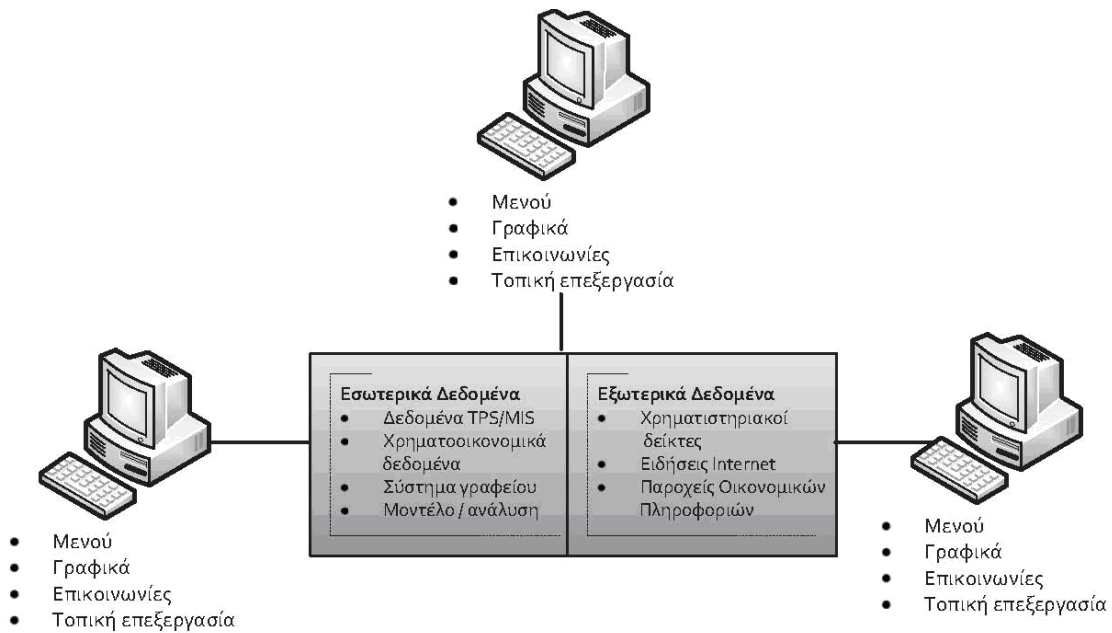 • Μενού
• Γραφικά
• Επικοινωνίες
• Τοπική επεξεργασία
Εσωτερικά Δεδομένα
• Δεδομένα TPS/MIS
• Χρηματοοικονομικά
δεδομένα
• Σύστημα γραφείου
• Μοντέλο / ανάλυση
Εξωτερικά Δεδομένα
• Χρηματιστηριακοί
δείκτες
• Ειδήσεις Internet
• Παροχείς Οικονομικών
Πληροφοριών
• Μενού
• Γραφικά
• Επικοινωνίες
• Τοπική επεξεργασία
• Μενού
• Γραφικά
• Επικοινωνίες
• Τοπική επεξεργασία